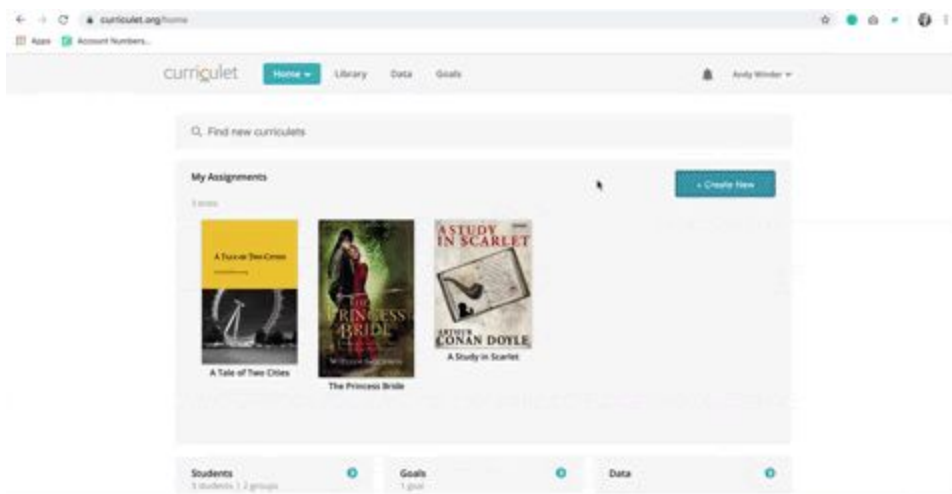 curriculet.org/home
Apps Account Numbers...
curriculet Home Library Data Goals Andy Winder
Find new curriculets
My Assignments
+ Create New
A TALE OF TWO CITIES
A STUDY
IN SCARLET
THE
PRINCESS
BRIDE
ARTHUR
CONAN DOYLE
A Tale of Two Cities
The Princess Bride
A Study in Scarlet
Students Goals Data
5 students | 2 groups 1 goal